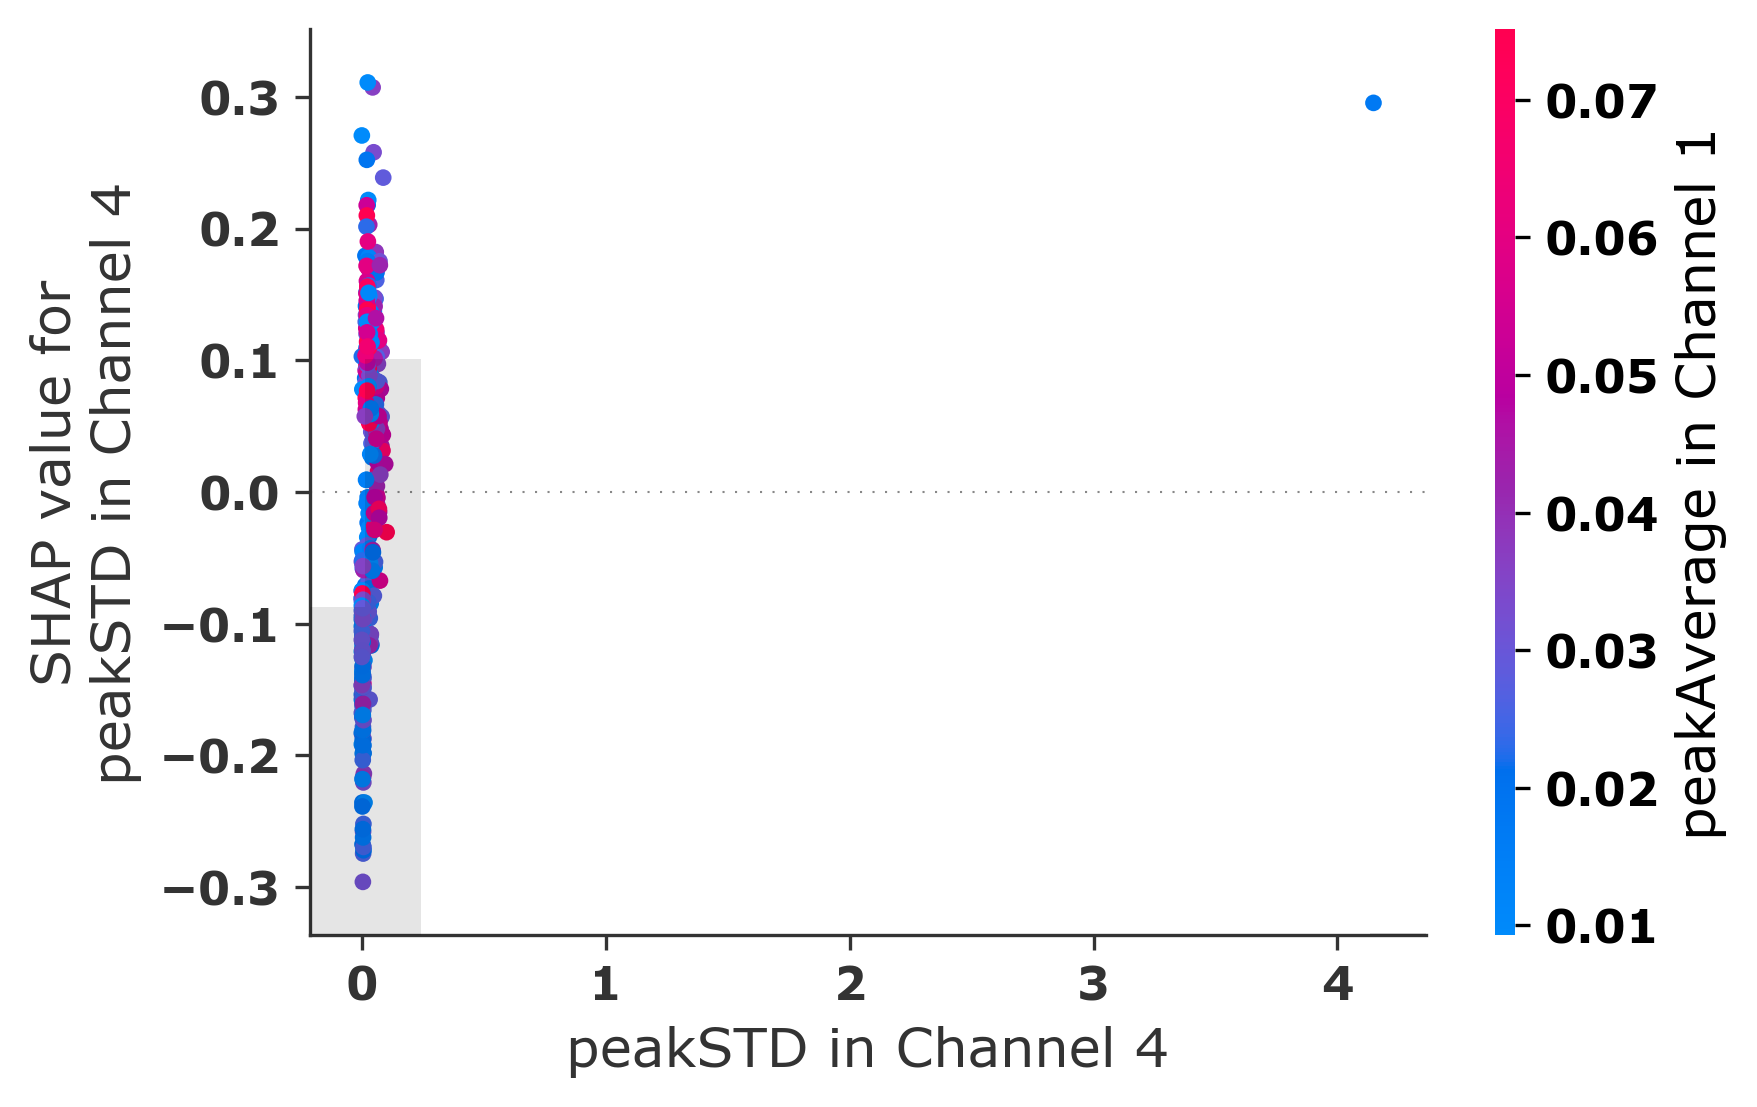 SHAP value for
peakSTD in Channel 4
0.3
0.2
0.1
0.0
−0.1
−0.2
−0.3
0 1 2 3 4
peakSTD in Channel 4
0.07
0.06
0.05
0.04
0.03
0.02
0.01
peakAverage in Channel 1